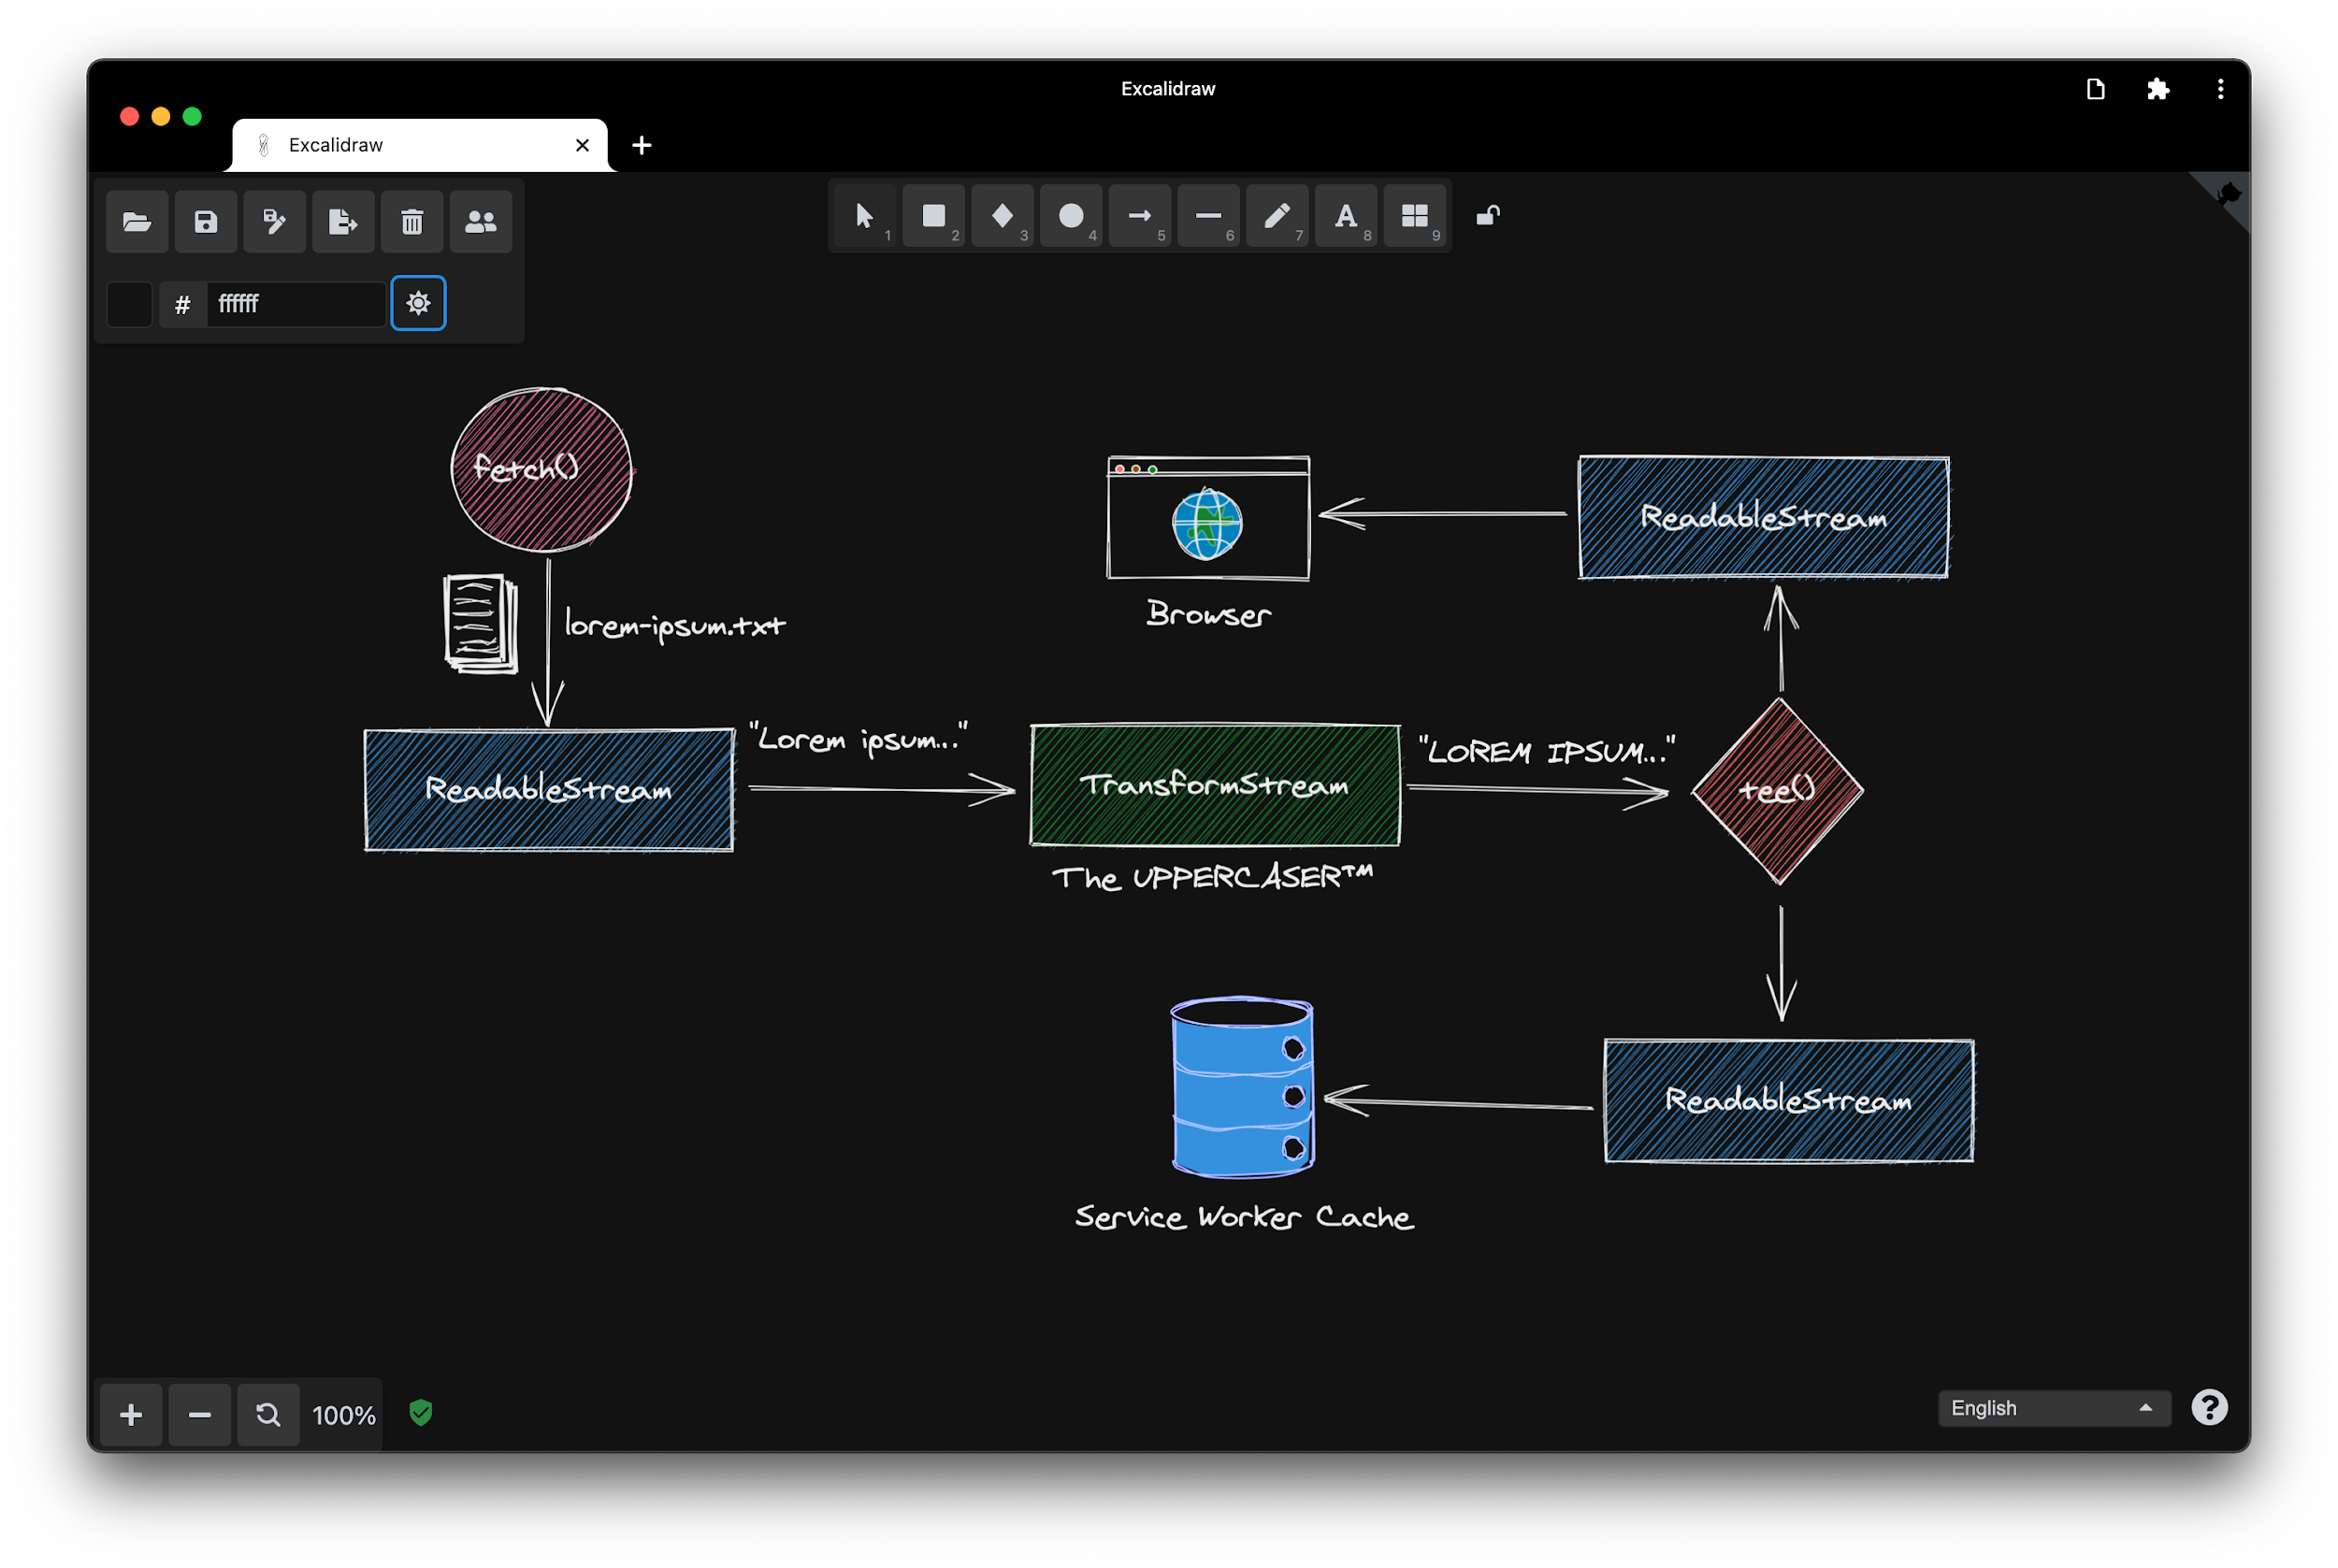 Excalidraw
Excalidraw
1
2
3
4
5
6
7
8
9
# ffffff
fetch()
lorem-ipsum.txt
Browser
ReadableStream
ReadableStream
"Lorem ipsum..."
TransformStream
The UPPERCASER™
"LOREM IPSUM..."
tee()
ReadableStream
Service Worker Cache
100%
English
?